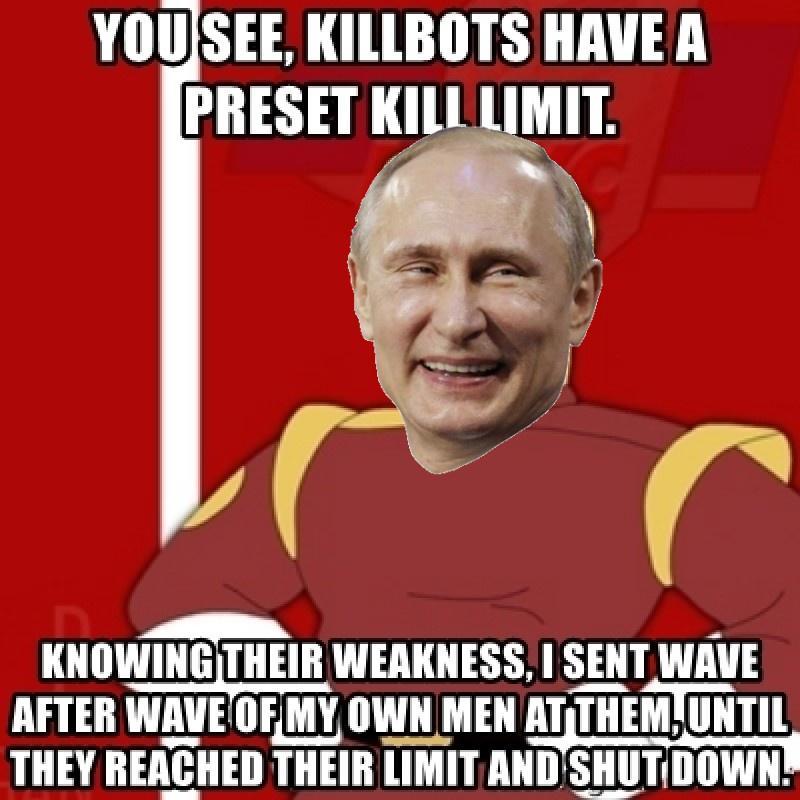 YOU SEE, KILLBOTS HAVE A
PRESET KILL LIMIT.
KNOWING THEIR WEAKNESS, I SENT WAVE
AFTER WAVE OF MY OWN MEN AT THEM, UNTIL
THEY REACHED THEIR LIMIT AND SHUT DOWN.